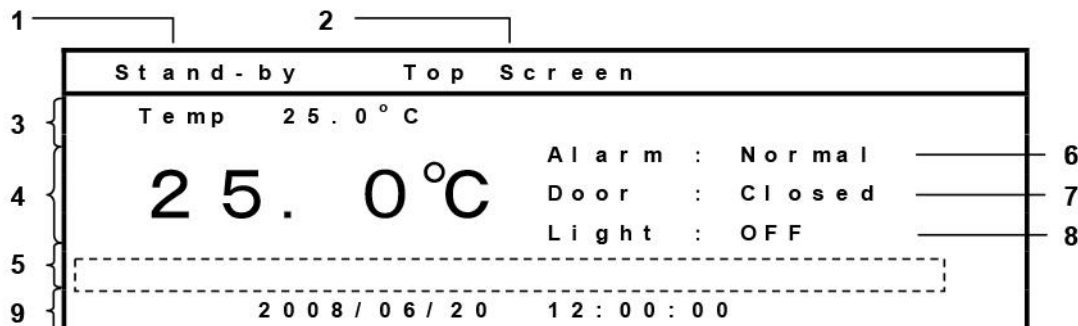 1 2
Stand-by Top Screen
3 Temp 25.0°C
Alarm : Normal 6
4 25. 0℃ Door : Closed 7
Light : OFF 8
5
9 2008/06/20 12:00:00